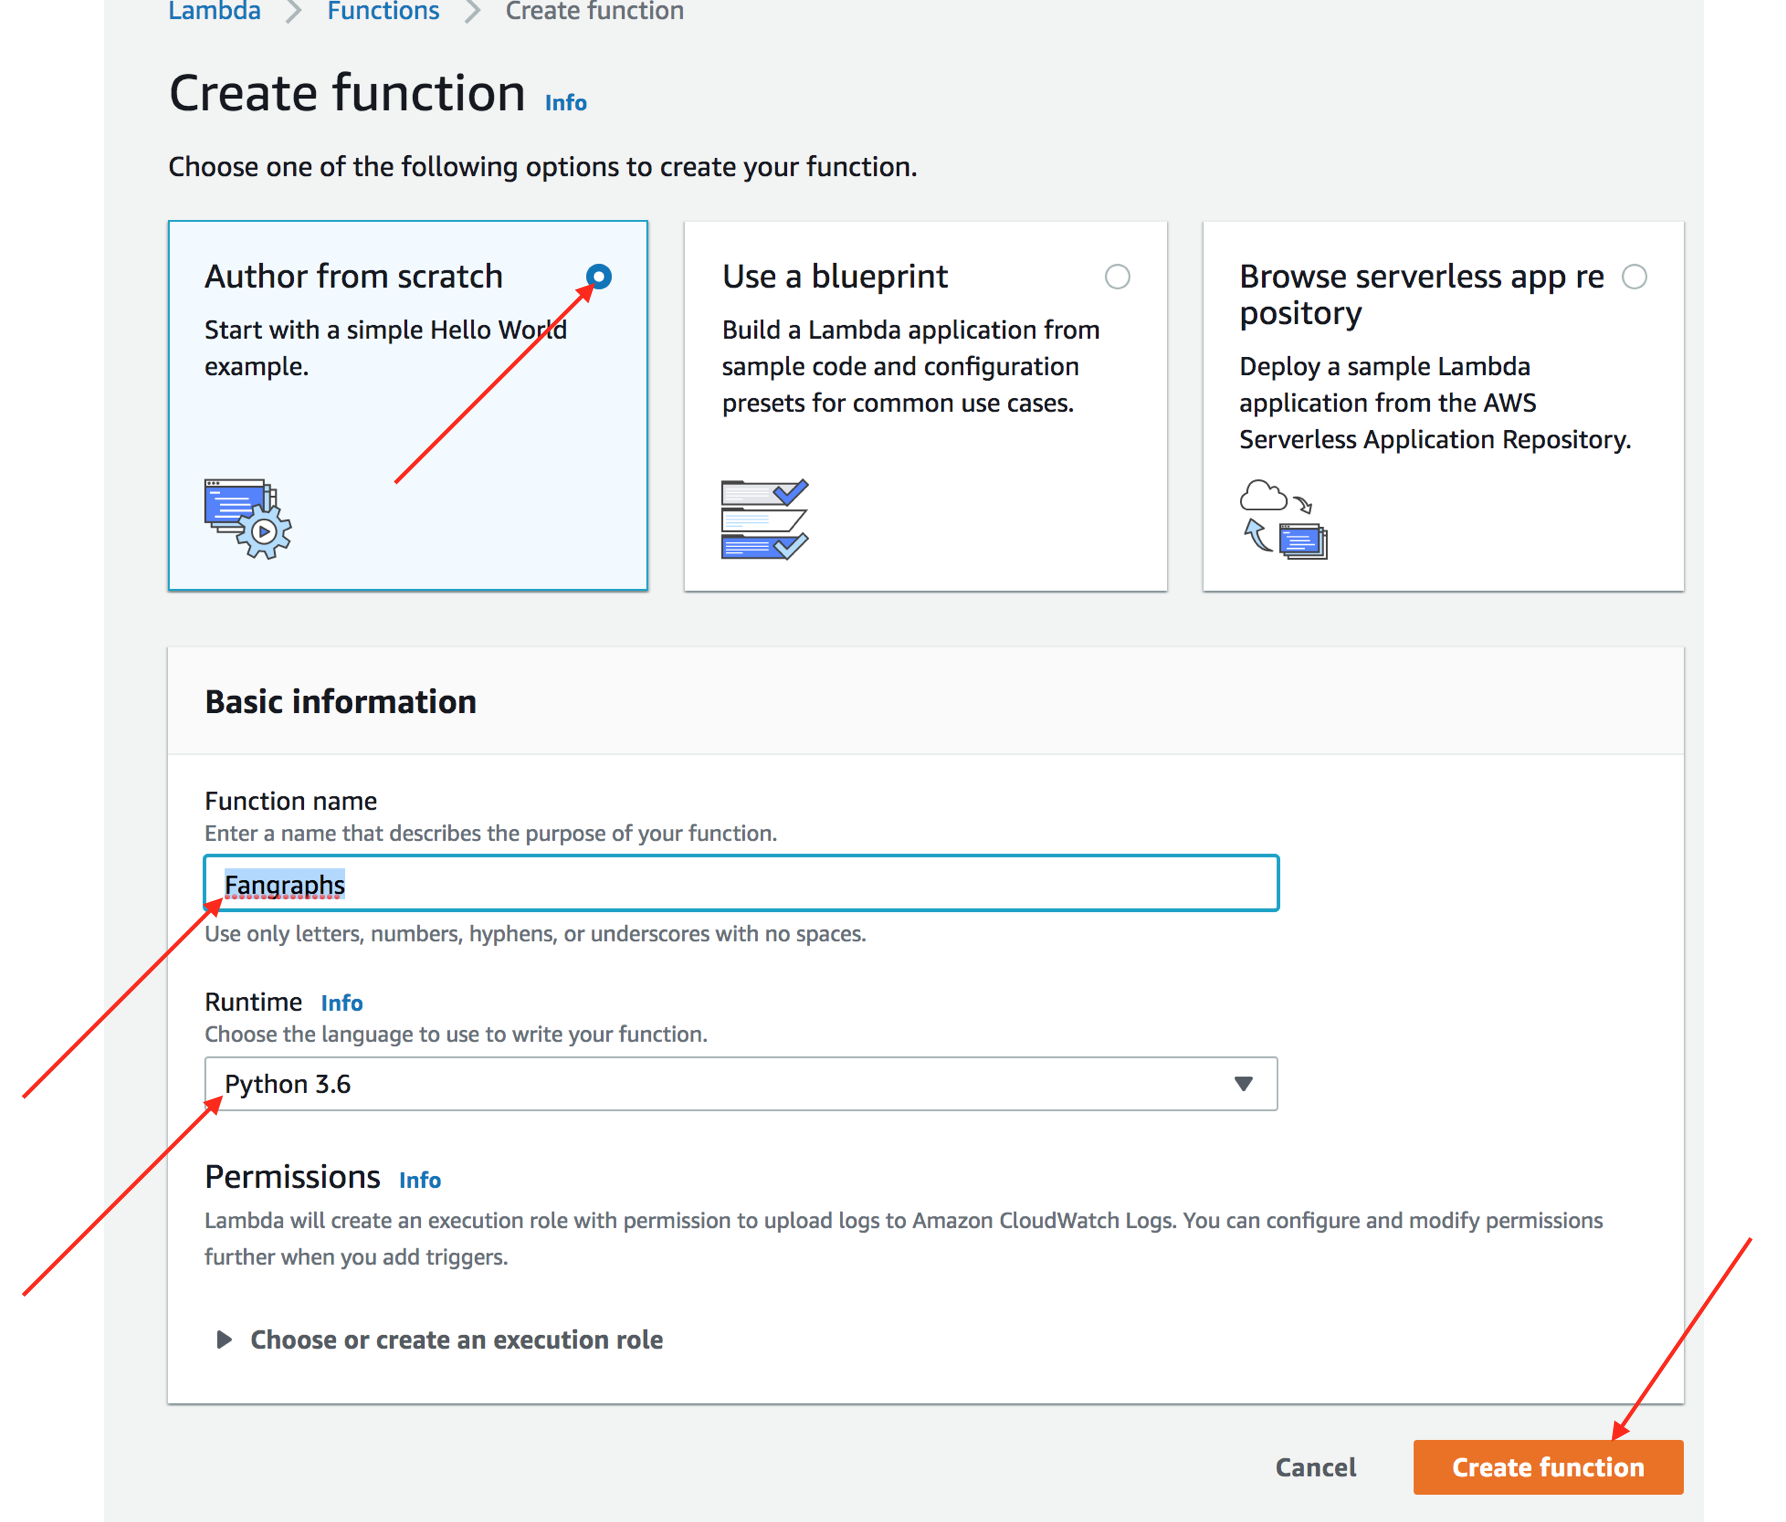 Lambda > Functions > Create function
Create function Info
Choose one of the following options to create your function.
Author from scratch
Start with a simple Hello World
example.
Use a blueprint
Build a Lambda application from
sample code and configuration
presets for common use cases.
Browse serverless app re
pository
Deploy a sample Lambda
application from the AWS
Serverless Application Repository.
Basic information
Function name
Enter a name that describes the purpose of your function.
Fangraphs
Use only letters, numbers, hyphens, or underscores with no spaces.
Runtime Info
Choose the language to use to write your function.
Python 3.6
Permissions Info
Lambda will create an execution role with permission to upload logs to Amazon CloudWatch Logs. You can configure and modify permissions
further when you add triggers.
Choose or create an execution role
Cancel
Create function